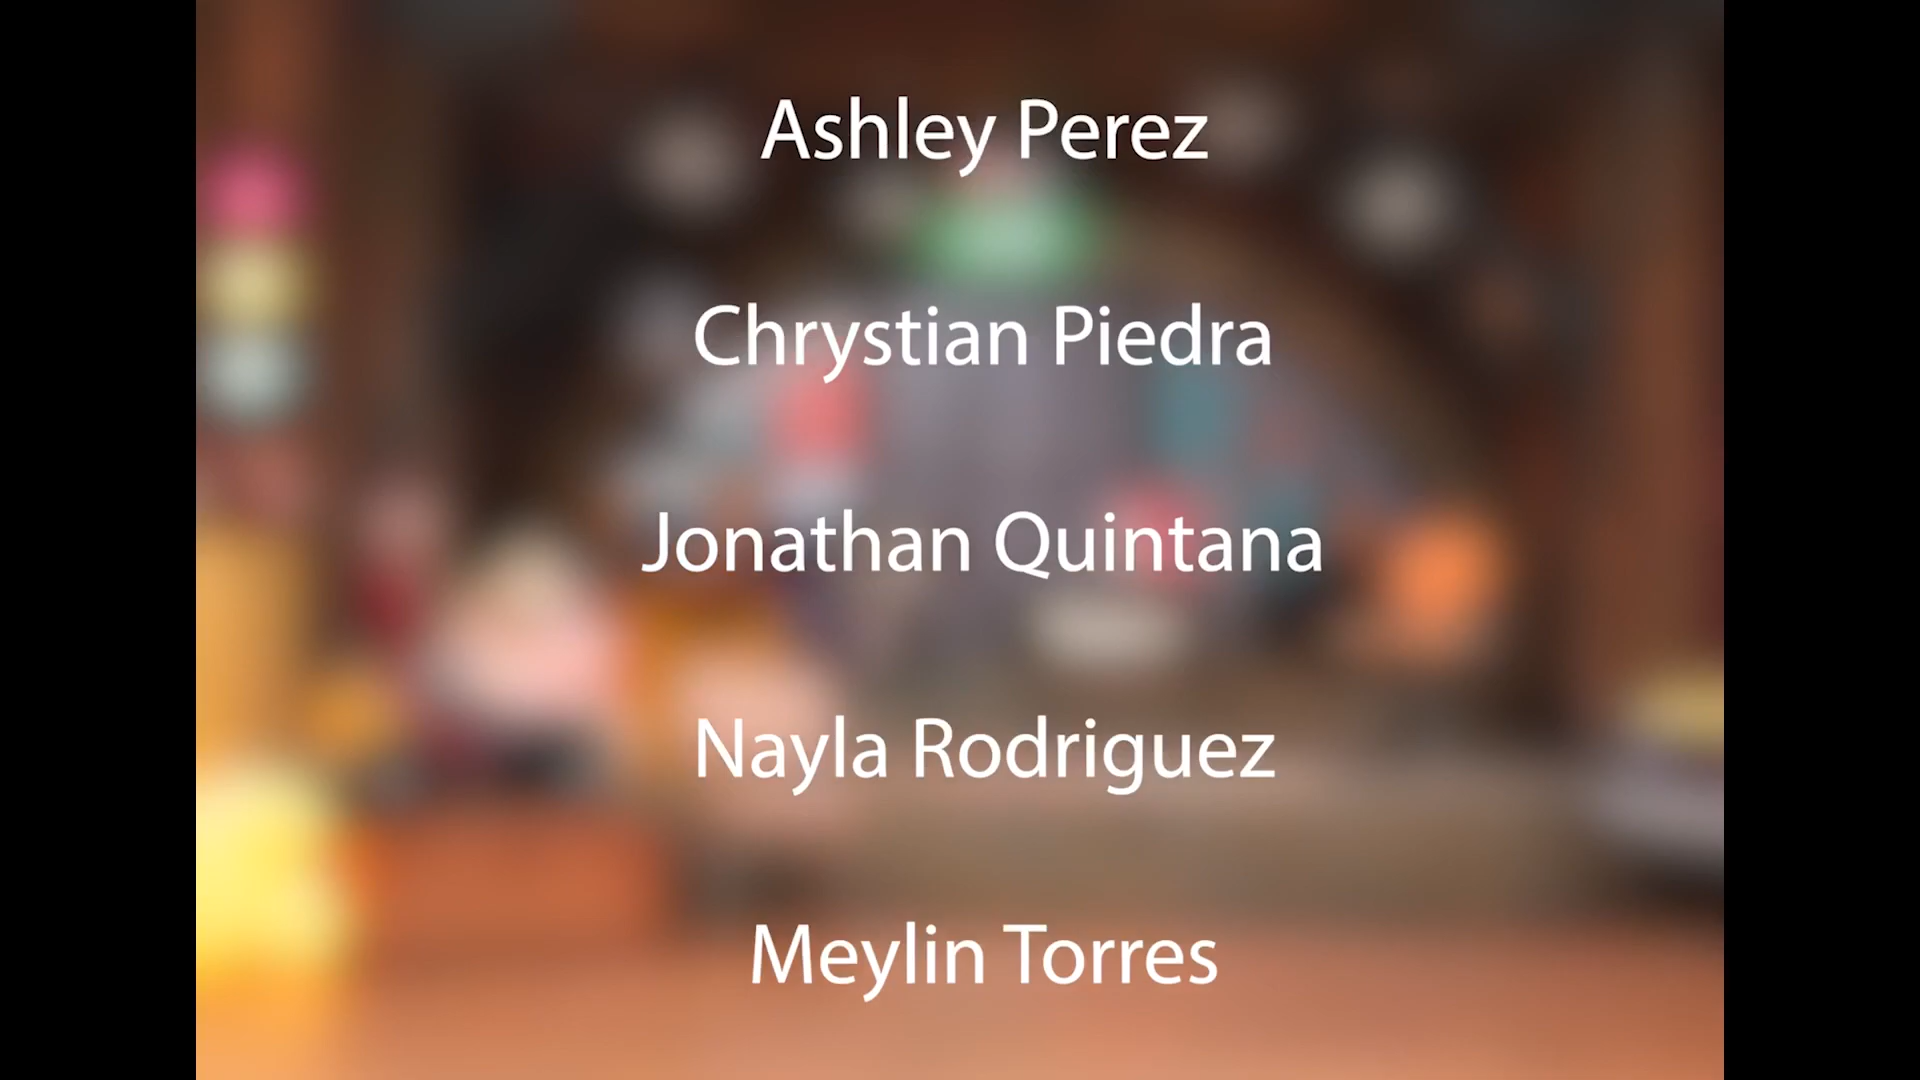 Ashley Perez
Chrystian Piedra
Jonathan Quintana
Nayla Rodriguez
Meylin Torres